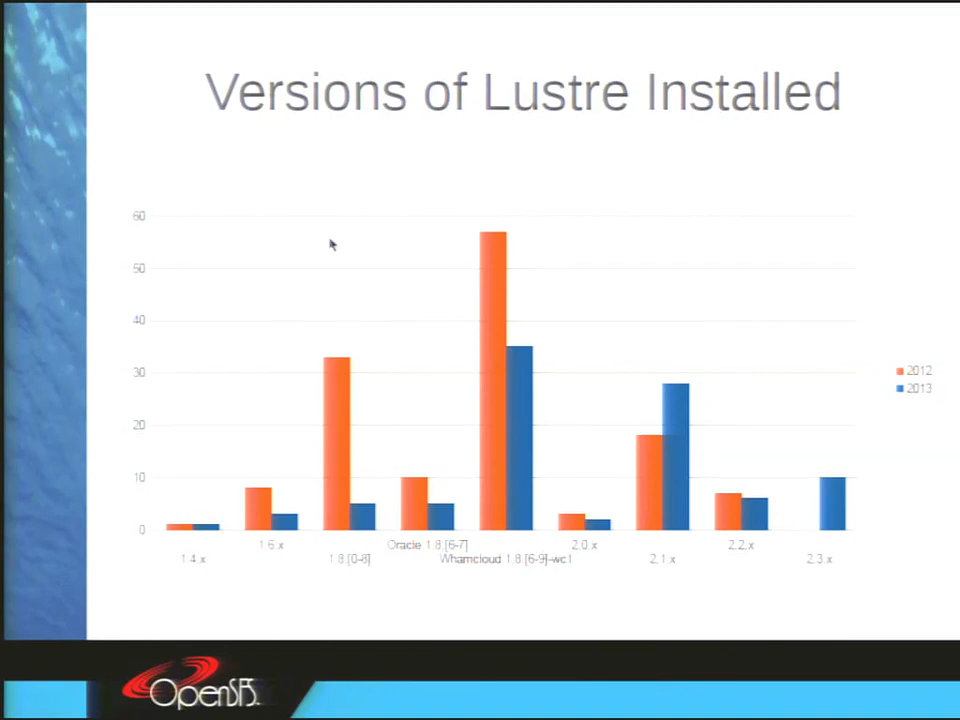 Versions of Lustre Installed
60
50
40
30
20
10
0
1.4.x
1.6.x
1.8.[0-8]
Oracle 1.8.[6-7]
Whamcloud 1.8.[6-9]-wc1
2.0.x
2.1.x
2.2.x
2.3.x
2012
2013
OpenSFS